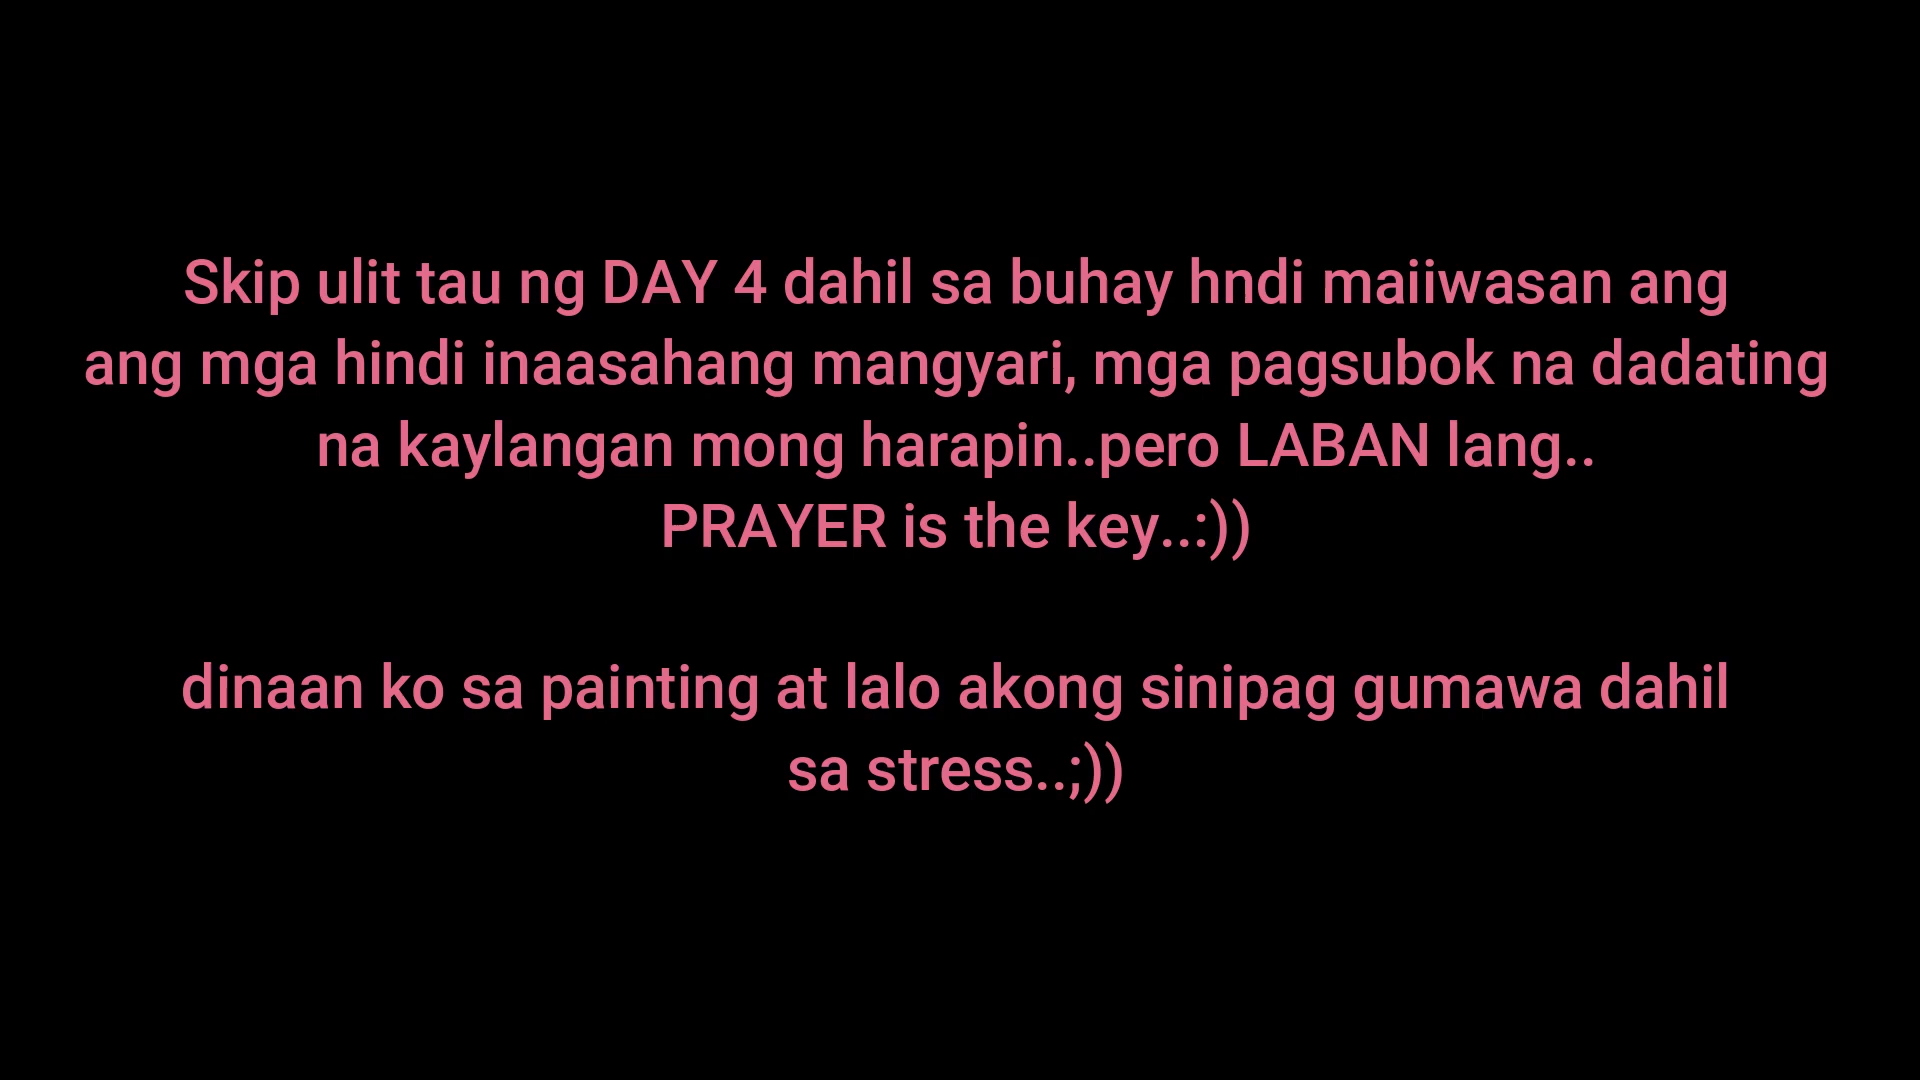 Skip ulit tau ng DAY 4 dahil sa buhay hndi maiiwasan ang
ang mga hindi inaasahang mangyari, mga pagsubok na dadating
na kaylangan mong harapin..pero LABAN lang..
PRAYER is the key..:))
dinaan ko sa painting at lalo akong sinipag gumawa dahil
sa stress..;))